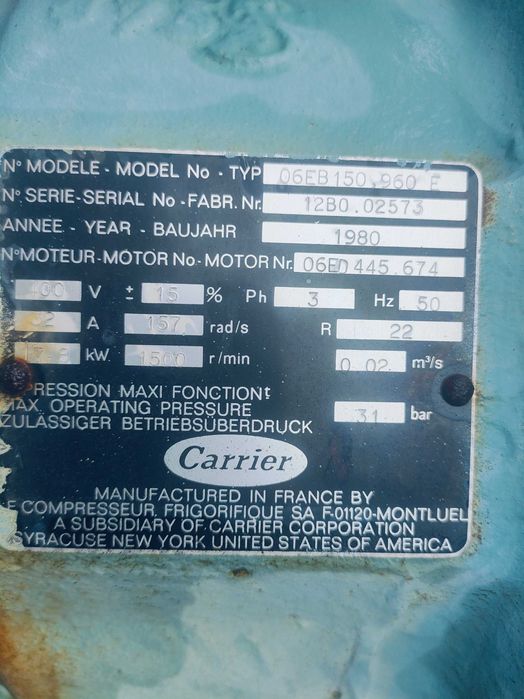 N° MODELE - MODEL No - TYP 06EB150.960 E
N°. SERIE-SERIAL No-FABR. Nr. 12B0.02573
ANNEE - YEAR - BAUJAHR 1980
N°MOTEUR-MOTOR No-MOTOR Nr. 06ED445.674
400 V ± 15 % Ph 3 Hz 50
A 157 rad/s R 22
kW 1500 r/min 0.02 m³/s
PRESSION MAXI FONCTIONt
MAX. OPERATING PRESSURE 31 bar
ZULÄSSIGER BETRIEBSÜBERDRUCK
Carrier
MANUFACTURED IN FRANCE BY
COMPRESSEUR FRIGORIFIQUE SA F-01120-MONTLUEL
A SUBSIDIARY OF CARRIER CORPORATION
SYRACUSE NEW YORK UNITED STATES OF AMERICA